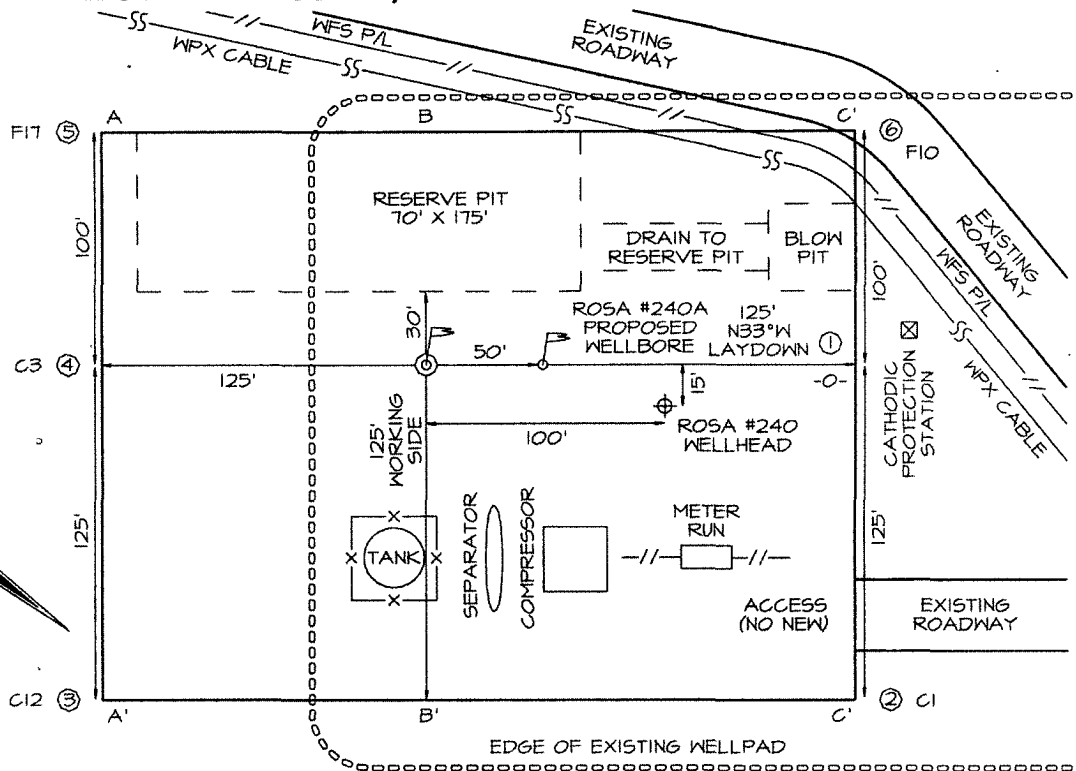 SS
//
WFS P/L
EXISTING
ROADWAY
WPX CABLE
SS
//
SS
//
A
B
C'
F17 ⑤
⑥
F10
SS
//
RESERVE PIT
70' X 175'
DRAIN TO
RESERVE PIT
BLOW
PIT
EXISTING
ROADWAY
100'
100'
WFS P/L
30'
ROSA #240A
PROPOSED
WELLBORE
125'
N33°W
LAYDOWN ①
SS
//
C3 ④
50'
125'
15'
-0-
CATHODIC
PROTECTION
STATION
WPX CABLE
100'
ROSA #240
WELLHEAD
125'
WORKING
SIDE
125'
125'
TANK
SEPARATOR
COMPRESSOR
METER
RUN
//
//
ACCESS
(NO NEW)
EXISTING
ROADWAY
C12 ③
A'
B'
C'
② C1
EDGE OF EXISTING WELLPAD